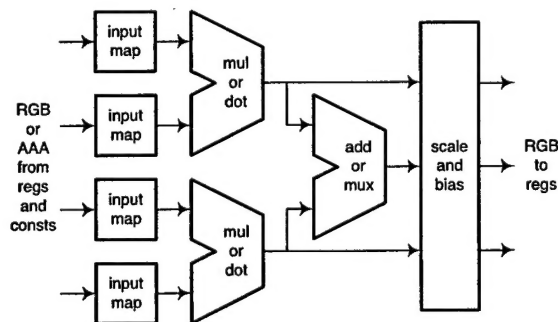 input
map
input
map
input
map
input
map
RGB
or
AAA
from
regs
and
consts
mul
or
dot
mul
or
dot
add
or
mux
scale
and
bias
RGB
to
regs